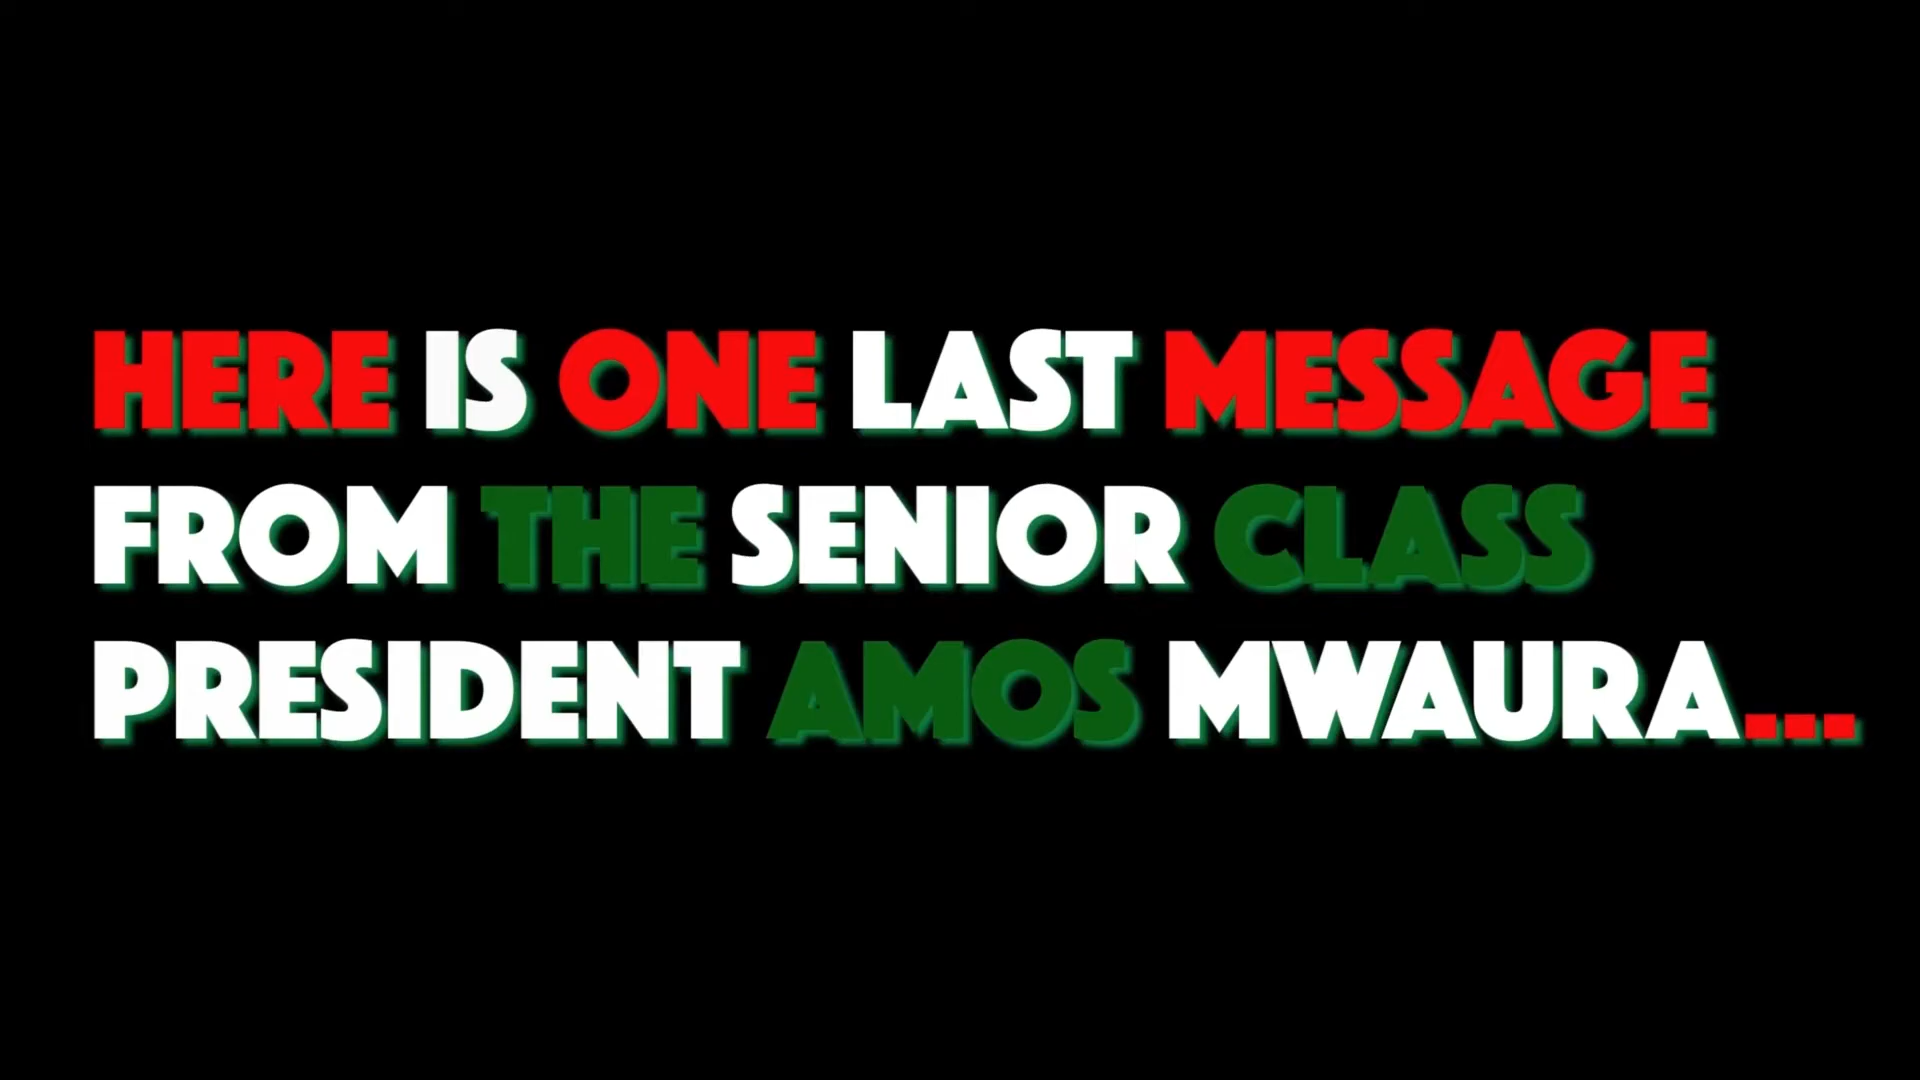 HERE IS ONE LAST MESSAGE
FROM THE SENIOR CLASS
PRESIDENT AMOS MWAURA...